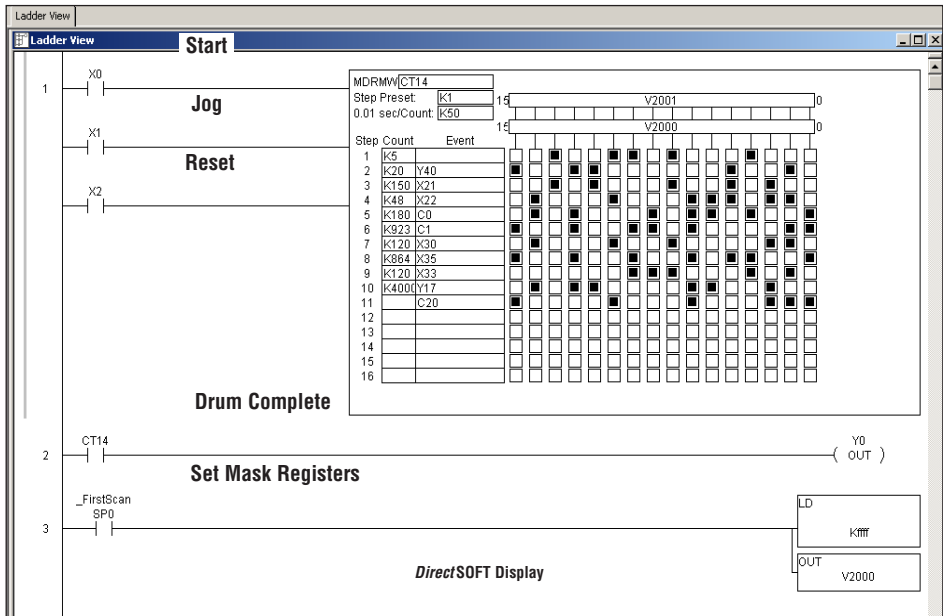 Ladder View
Ladder View
Start
1
X0
Jog
X1
Reset
X2
MDRMW CT14
Step Preset: K1
0.01 sec/Count: K50
15 V2001 0
15 V2000 0
Step Count Event
1 K5
2 K20 Y40
3 K150 X21
4 K48 X22
5 K180 C0
6 K923 C1
7 K120 X30
8 K864 X35
9 K120 X33
10 K4000 Y17
11 C20
12
13
14
15
16
Drum Complete
2
CT14
Y0
OUT
Set Mask Registers
_FirstScan
SP0
3
LD
Kffff
OUT
V2000
DirectSOFT Display